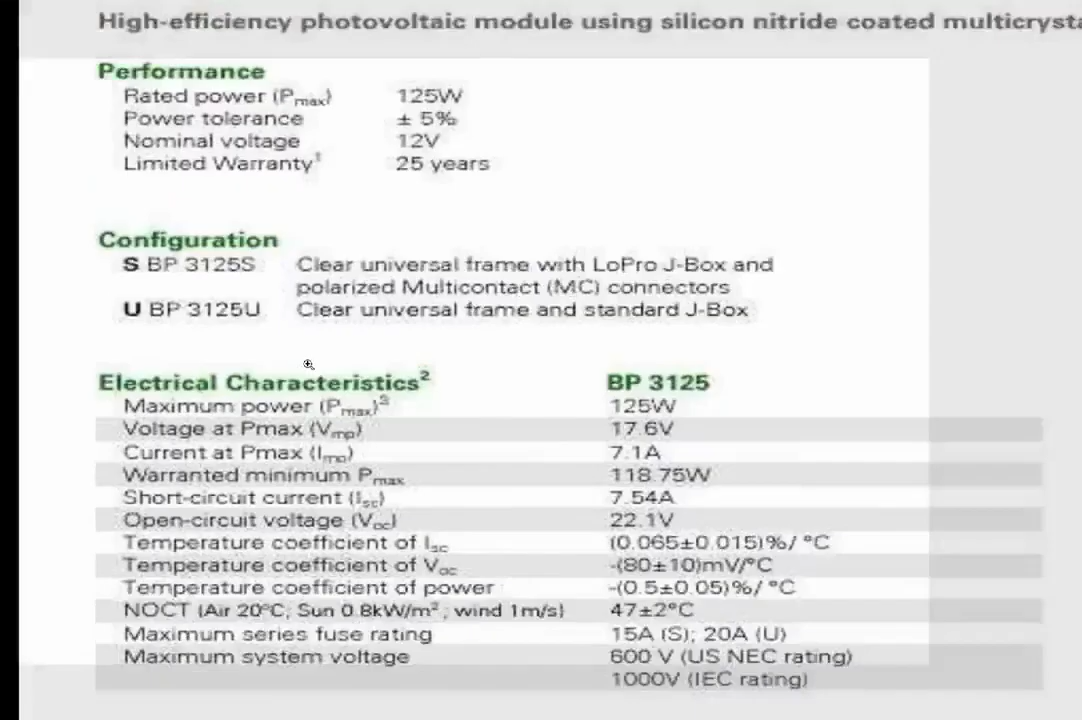 High-efficiency photovoltaic module using silicon nitride coated multicrysta
Performance
Rated power (Pmax) 125W
Power tolerance ± 5%
Nominal voltage 12V
Limited Warranty¹ 25 years
Configuration
S BP 3125S Clear universal frame with LoPro J-Box and
polarized Multicontact (MC) connectors
U BP 3125U Clear universal frame and standard J-Box
Electrical Characteristics² BP 3125
Maximum power (Pmax)³ 125W
Voltage at Pmax (Vmp) 17.6V
Current at Pmax (Imp) 7.1A
Warranted minimum Pmax 118.75W
Short-circuit current (Isc) 7.54A
Open-circuit voltage (Voc) 22.1V
Temperature coefficient of Isc (0.065±0.015)%/ °C
Temperature coefficient of Voc -(80±10)mV/°C
Temperature coefficient of power -(0.5±0.05)%/ °C
NOCT (Air 20°C; Sun 0.8kW/m²; wind 1m/s) 47±2°C
Maximum series fuse rating 15A (S); 20A (U)
Maximum system voltage 600 V (US NEC rating)
1000V (IEC rating)